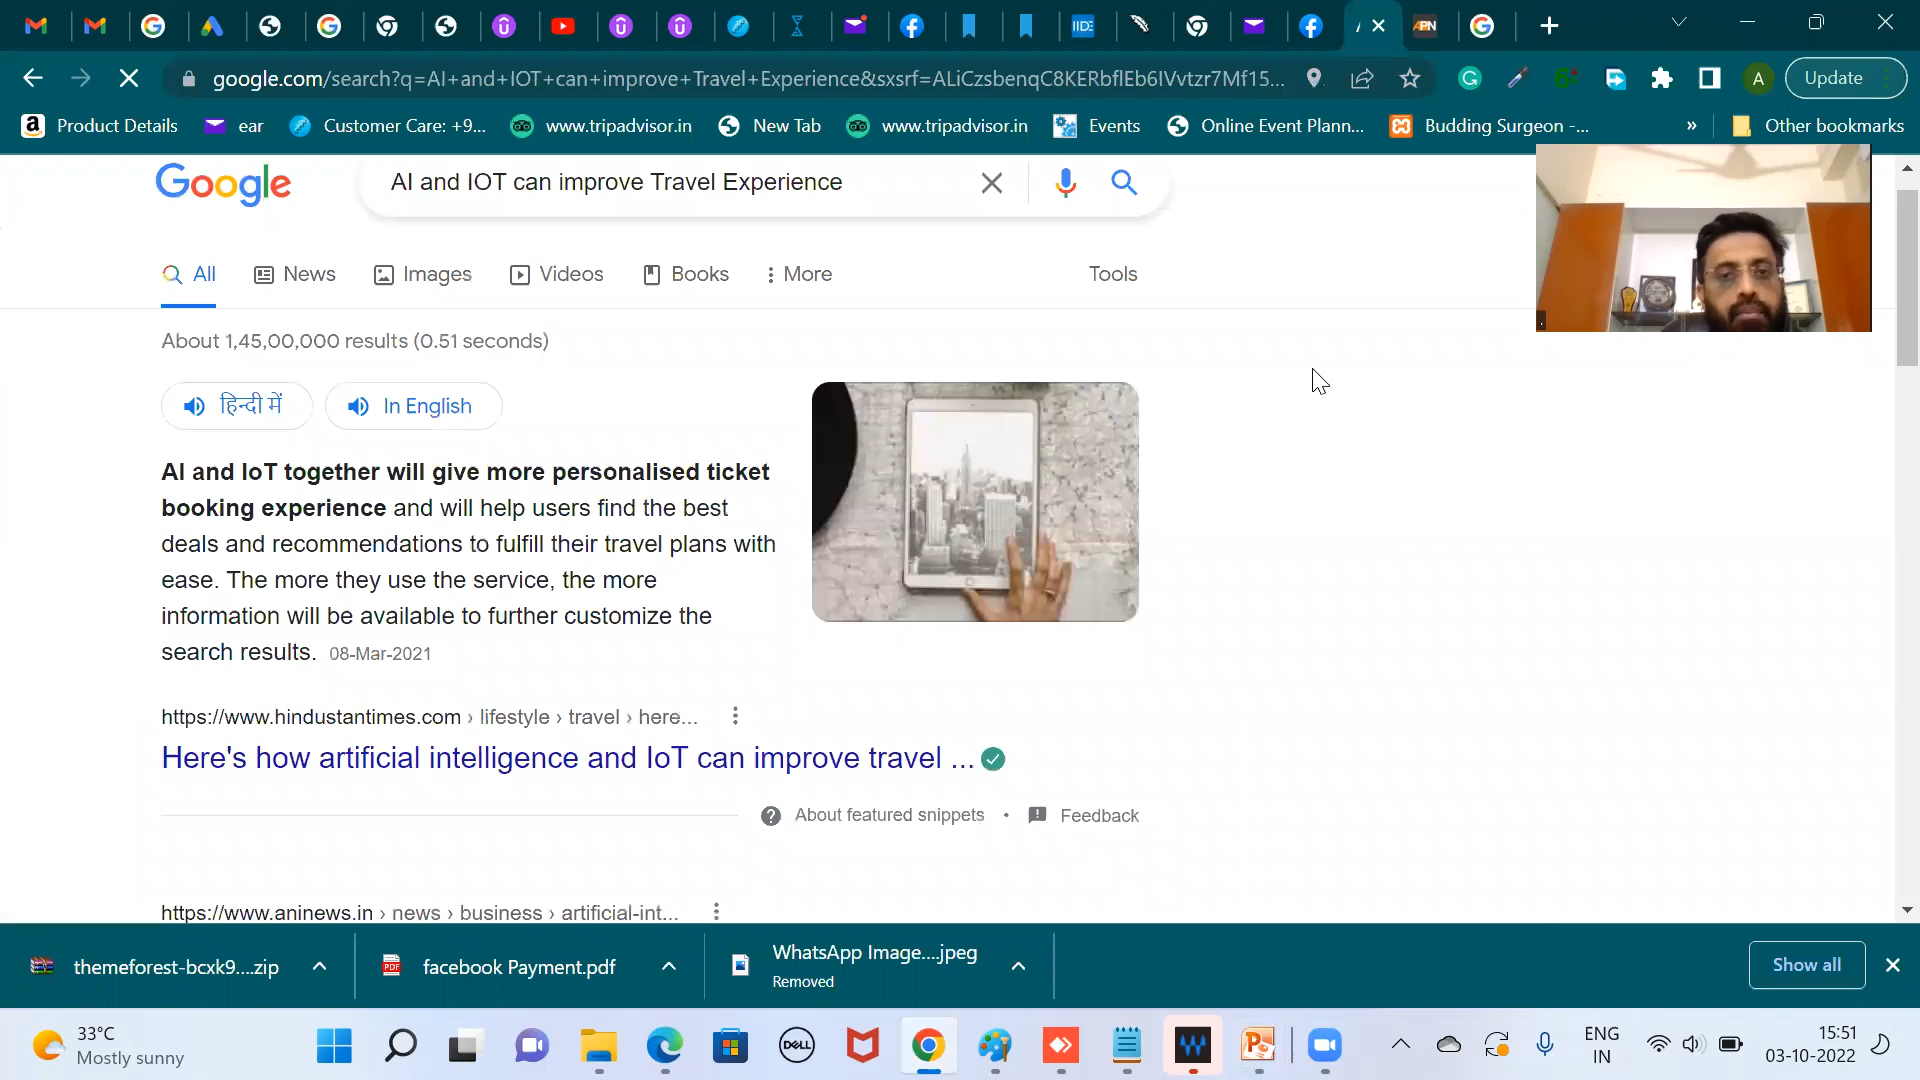 IIDE
APN
google.com/search?q=AI+and+IOT+can+improve+Travel+Experience&sxsrf=ALiCzsbenqC8KERbflEb6IVvtzr7Mf15...
A
Update
a
Product Details
ear
Customer Care: +9...
www.tripadvisor.in
New Tab
www.tripadvisor.in
Events
Online Event Plann...
Budding Surgeon -...
»
Other bookmarks
Google
AI and IOT can improve Travel Experience
All
News
Images
Videos
Books
More
Tools
About 1,45,00,000 results (0.51 seconds)
हिन्दी में
In English
AI and IoT together will give more personalised ticket
booking experience and will help users find the best
deals and recommendations to fulfill their travel plans with
ease. The more they use the service, the more
information will be available to further customize the
search results. 08-Mar-2021
https://www.hindustantimes.com › lifestyle › travel › here...
Here's how artificial intelligence and IoT can improve travel ...
About featured snippets • Feedback
https://www.aninews.in › news › business › artificial-int...
themeforest-bcxk9....zip
PDF
facebook Payment.pdf
WhatsApp Image....jpeg
Removed
Show all
33°C
Mostly sunny
DELL
ENG
IN
15:51
03-10-2022